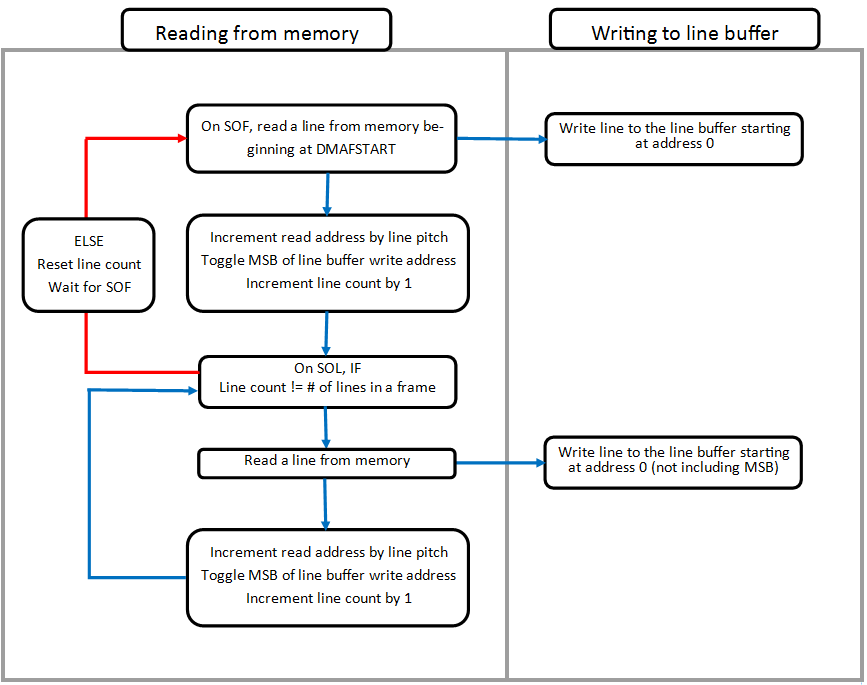 Reading from memory
Writing to line buffer
On SOF, read a line from memory be-
ginning at DMAFSTART
Write line to the line buffer starting
at address 0
Increment read address by line pitch
Toggle MSB of line buffer write address
Increment line count by 1
ELSE
Reset line count
Wait for SOF
On SOL, IF
Line count != # of lines in a frame
Read a line from memory
Write line to the line buffer starting
at address 0 (not including MSB)
Increment read address by line pitch
Toggle MSB of line buffer write address
Increment line count by 1